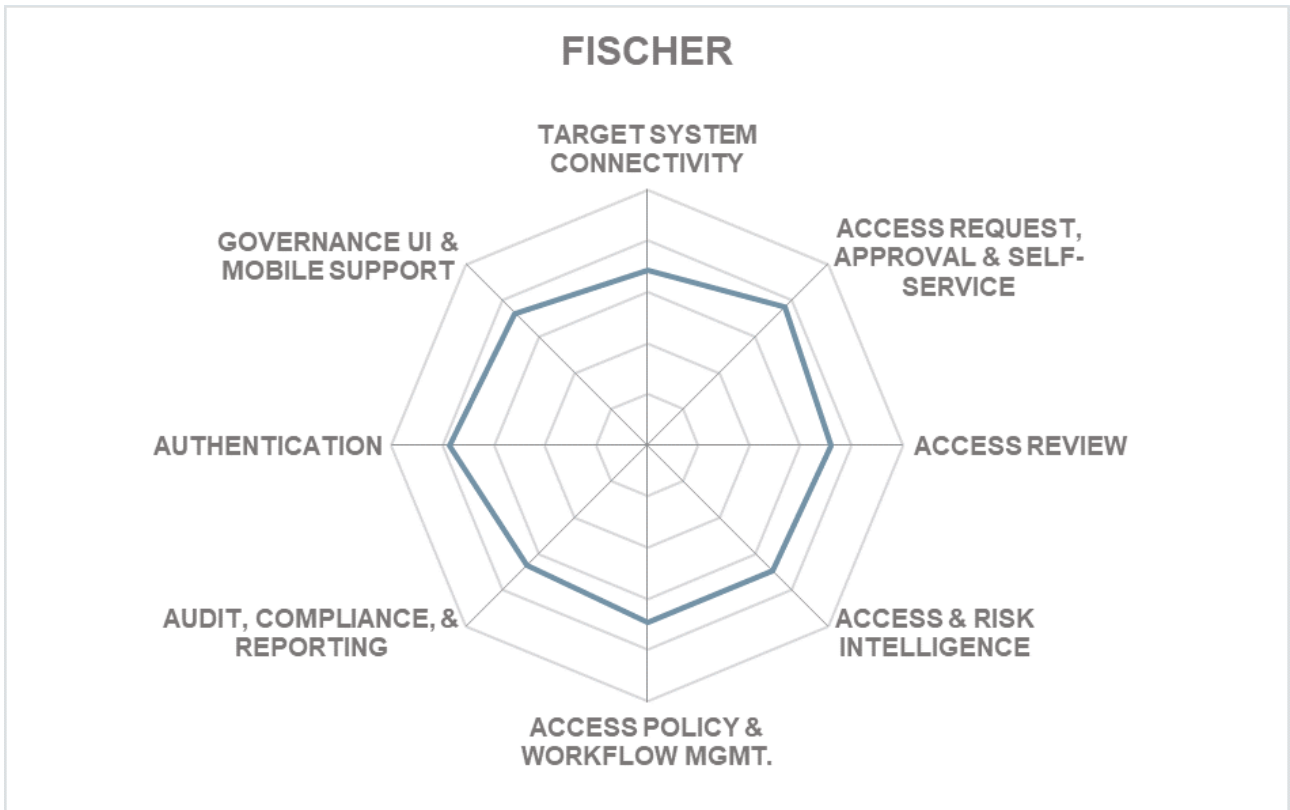 FISCHER
TARGET SYSTEM
CONNECTIVITY
ACCESS REQUEST,
APPROVAL & SELF-
SERVICE
GOVERNANCE UI &
MOBILE SUPPORT
AUTHENTICATION
ACCESS REVIEW
AUDIT, COMPLIANCE, &
REPORTING
ACCESS & RISK
INTELLIGENCE
ACCESS POLICY &
WORKFLOW MGMT.